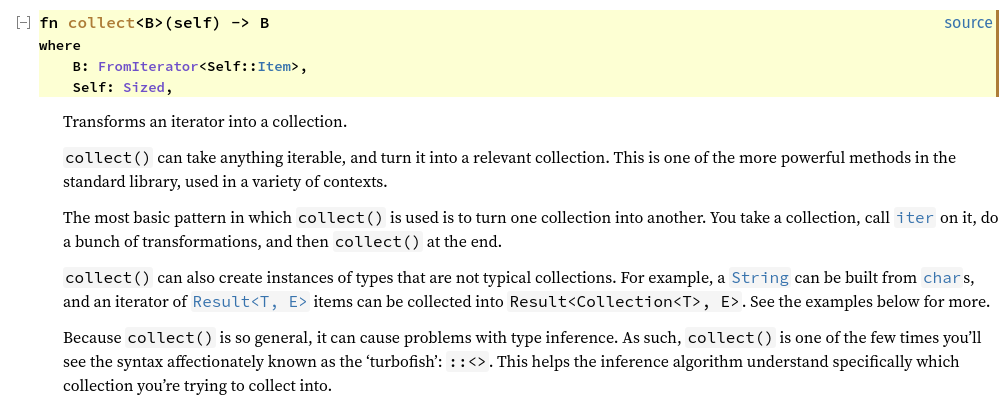 [−] fn collect<B>(self) -> B source
where
    B: FromIterator<Self::Item>,
    Self: Sized,
Transforms an iterator into a collection.
collect() can take anything iterable, and turn it into a relevant collection. This is one of the more powerful methods in the
standard library, used in a variety of contexts.
The most basic pattern in which collect() is used is to turn one collection into another. You take a collection, call iter on it, do
a bunch of transformations, and then collect() at the end.
collect() can also create instances of types that are not typical collections. For example, a String can be built from chars,
and an iterator of Result<T, E> items can be collected into Result<Collection<T>, E>. See the examples below for more.
Because collect() is so general, it can cause problems with type inference. As such, collect() is one of the few times you’ll
see the syntax affectionately known as the ‘turbofish’: ::<>. This helps the inference algorithm understand specifically which
collection you’re trying to collect into.